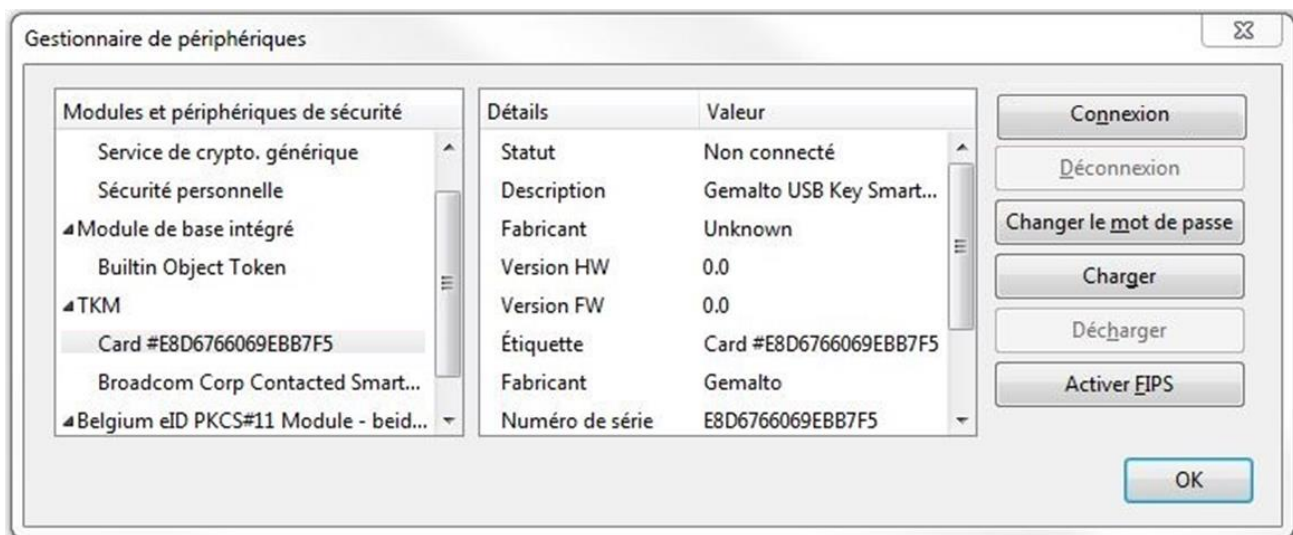 Gestionnaire de périphériques
Modules et périphériques de sécurité
Service de crypto. générique
Sécurité personnelle
Module de base intégré
Builtin Object Token
TKM
Card #E8D6766069EBB7F5
Broadcom Corp Contacted Smart...
Belgium eID PKCS#11 Module - beid...
Détails Valeur
Statut Non connecté
Description Gemalto USB Key Smart...
Fabricant Unknown
Version HW 0.0
Version FW 0.0
Étiquette Card #E8D6766069EBB7F5
Fabricant Gemalto
Numéro de série E8D6766069EBB7F5
Connexion
Déconnexion
Changer le mot de passe
Charger
Décharger
Activer FIPS
OK